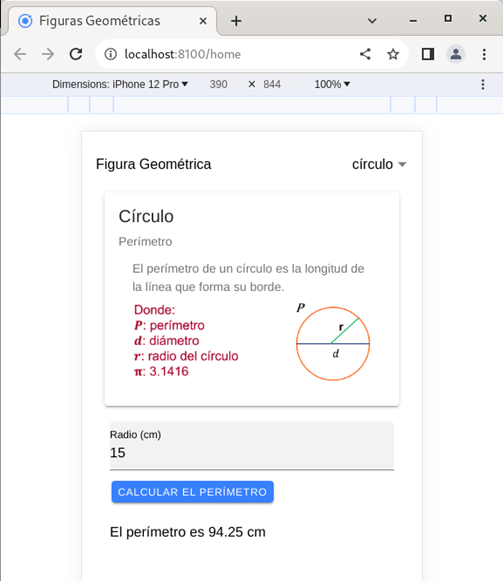 Figuras Geométricas
localhost:8100/home
Dimensions: iPhone 12 Pro 390 × 844 100%
Figura Geométrica círculo
Círculo
Perímetro
El perímetro de un círculo es la longitud de
la línea que forma su borde.
Donde:
P: perímetro
d: diámetro
r: radio del círculo
π: 3.1416
P
r
d
Radio (cm)
15
CALCULAR EL PERÍMETRO
El perímetro es 94.25 cm